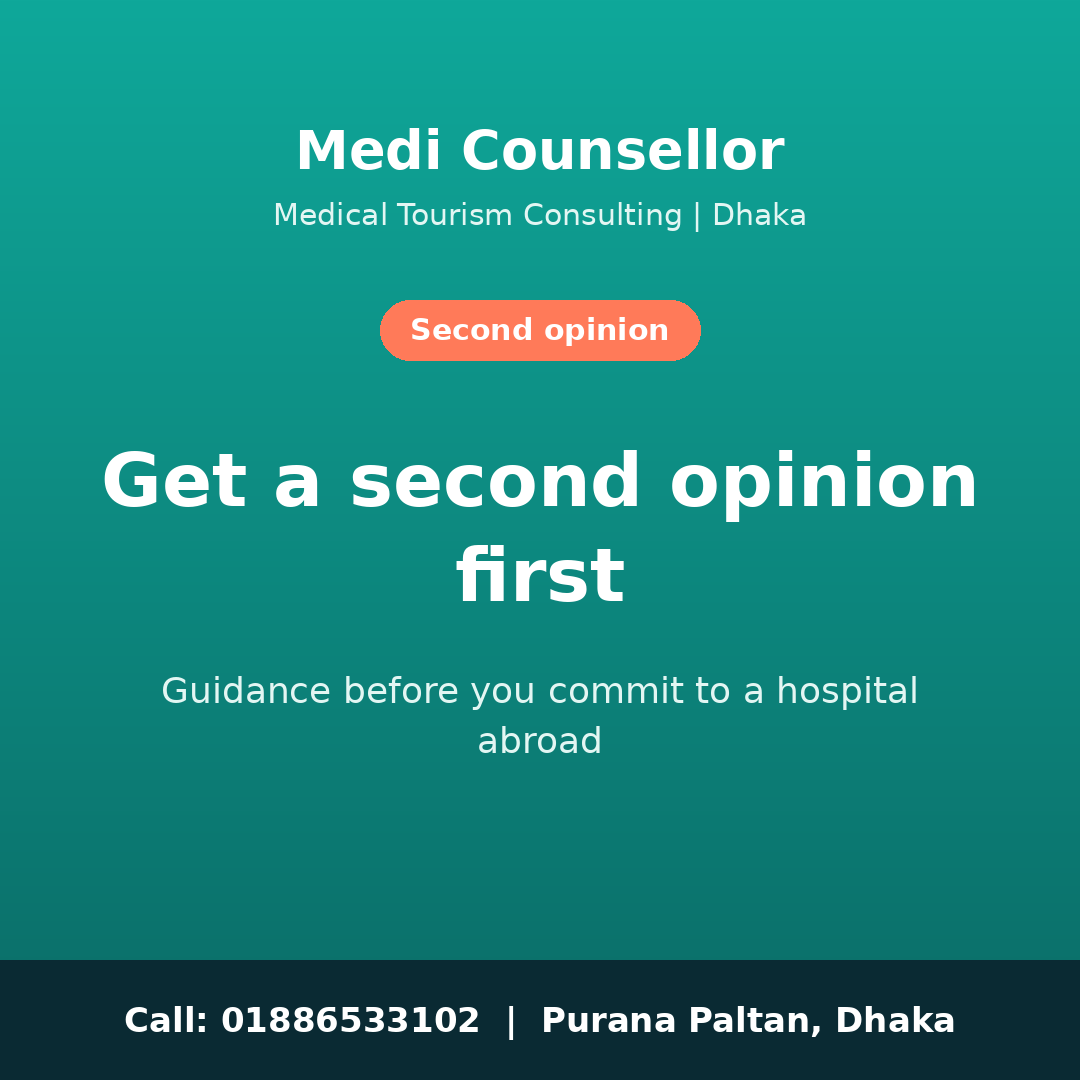 Medi Counsellor
Medical Tourism Consulting | Dhaka
Second opinion
Get a second opinion
first
Guidance before you commit to a hospital
abroad
Call: 01886533102 | Purana Paltan, Dhaka